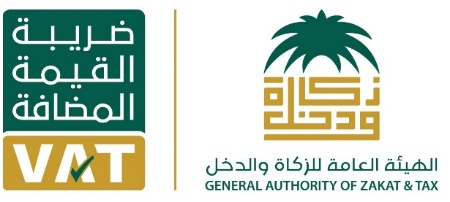 ضريبة
القيمة
المضافة
VAT
زكاة
ودخل
الهيئة العامة للزكاة والدخل
GENERAL AUTHORITY OF ZAKAT & TAX